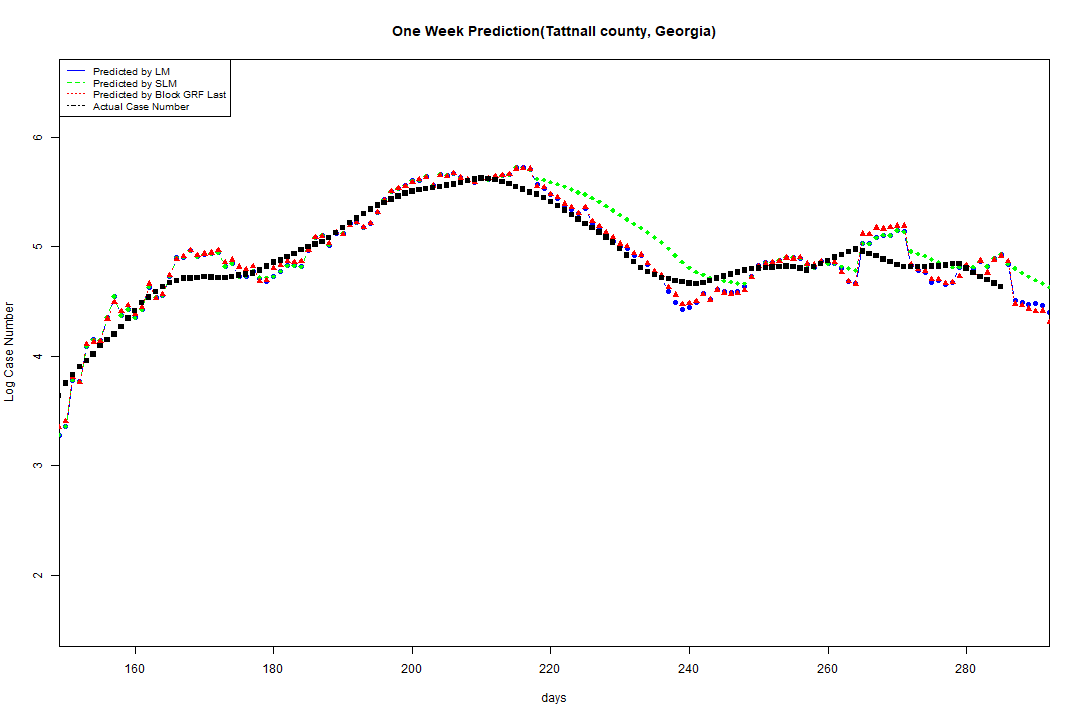 One Week Prediction(Tattnall county, Georgia)
Predicted by LM
Predicted by SLM
Predicted by Block GRF Last
Actual Case Number
6
5
4
3
2
Log Case Number
160 180 200 220 240 260 280
days